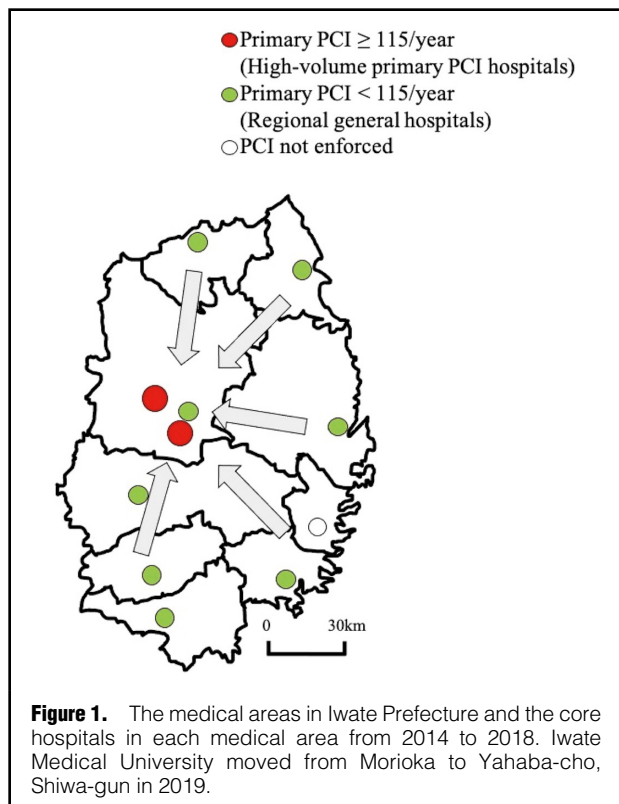 Primary PCI ≥ 115/year
(High-volume primary PCI hospitals)
Primary PCI < 115/year
(Regional general hospitals)
PCI not enforced
0 30km
Figure 1. The medical areas in Iwate Prefecture and the core
hospitals in each medical area from 2014 to 2018. Iwate
Medical University moved from Morioka to Yahaba-cho,
Shiwa-gun in 2019.